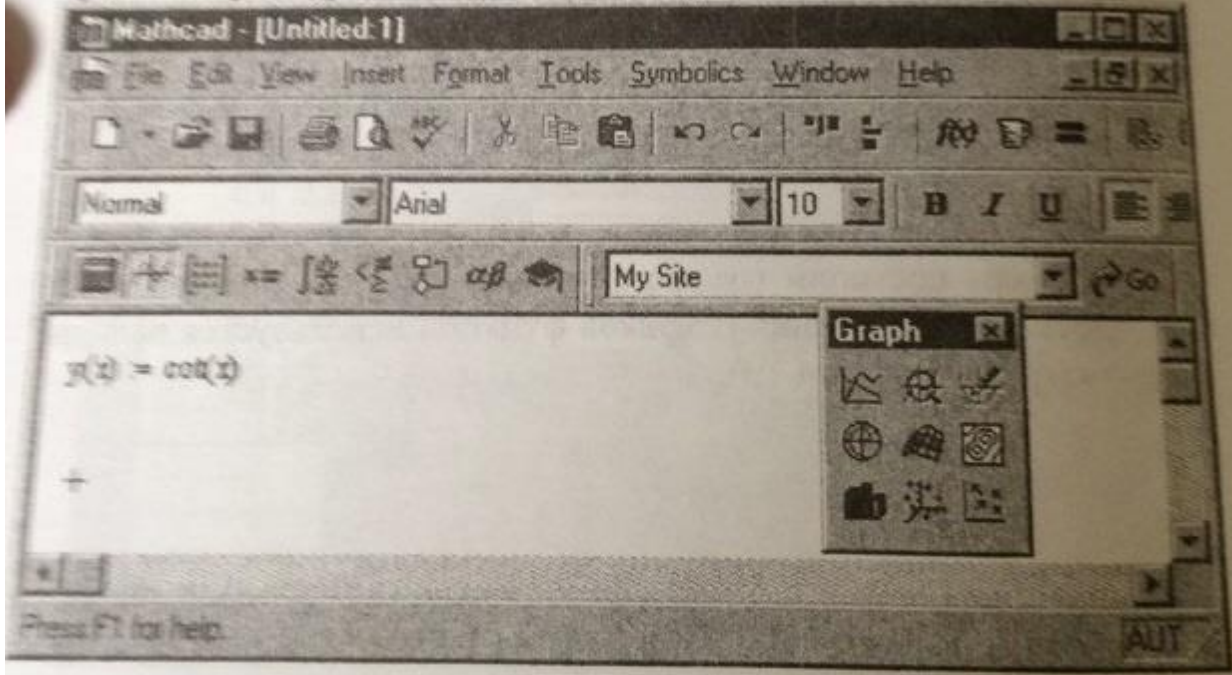 Mathcad - [Untitled:1]
File Edit View Insert Format Tools Symbolics Window Help
Normal Arial 10 B I U
αβ My Site Go
Graph
y(x) := cot(x)
Press F1 for help. AUT